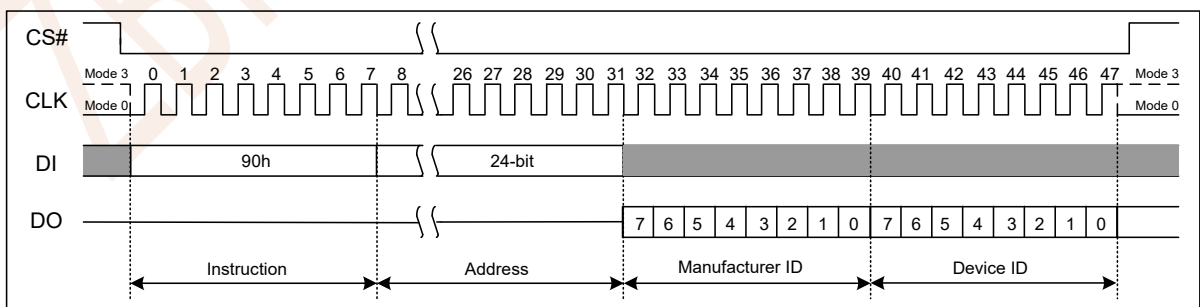 CS#
Mode 3 0 1 2 3 4 5 6 7 8 26 27 28 29 30 31 32 33 34 35 36 37 38 39 40 41 42 43 44 45 46 47 Mode 3
CLK
Mode 0 Mode 0
DI 90h 24-bit
DO 7 6 5 4 3 2 1 0 7 6 5 4 3 2 1 0
Instruction Address Manufacturer ID Device ID